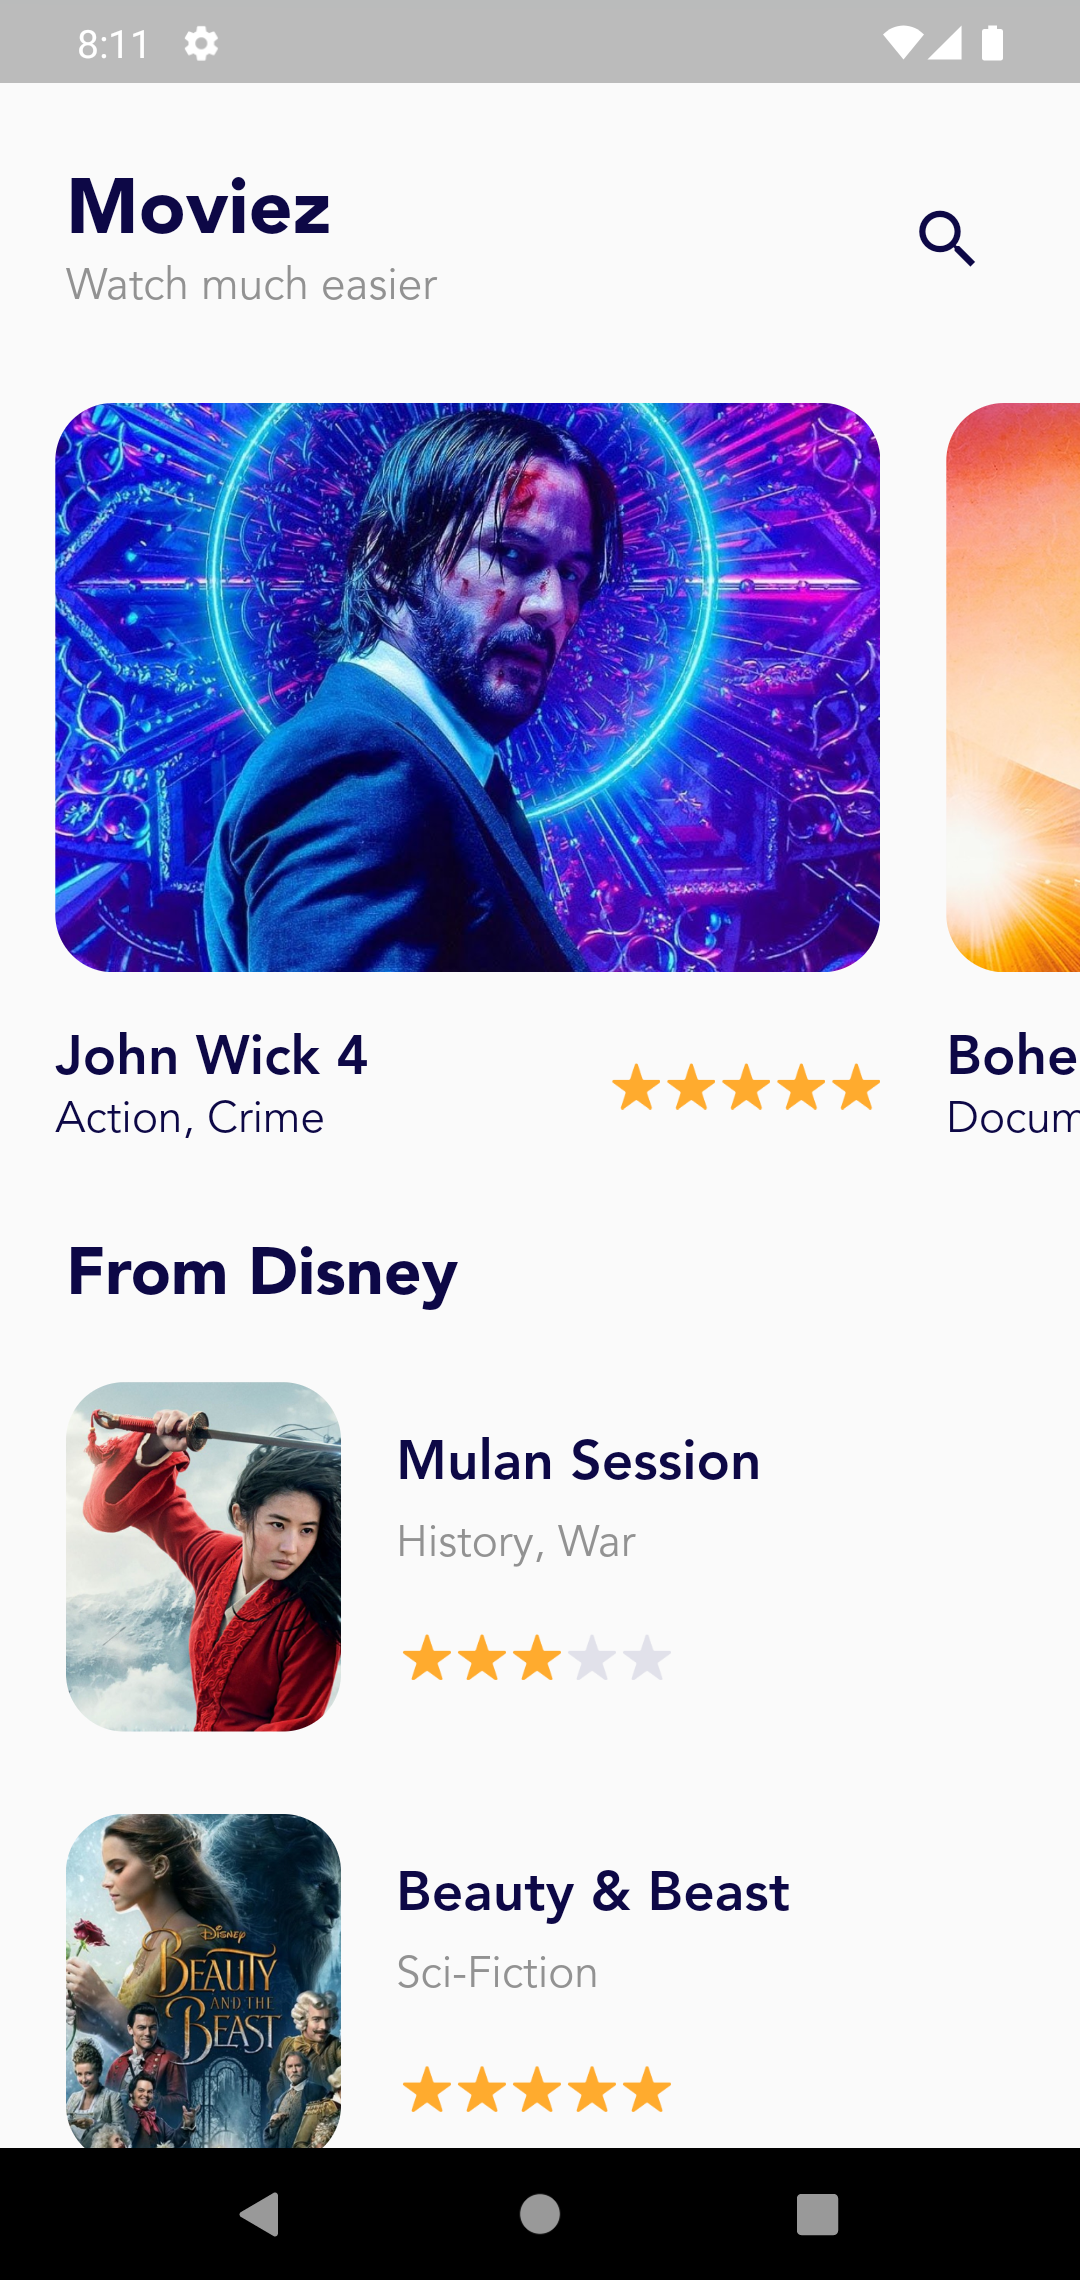 8:11
Moviez
Watch much easier
John Wick 4
Action, Crime
Bohe
Docum
From Disney
Mulan Session
History, War
Beauty & Beast
Sci-Fiction
Disney
BEAUTY
AND THE
BEAST